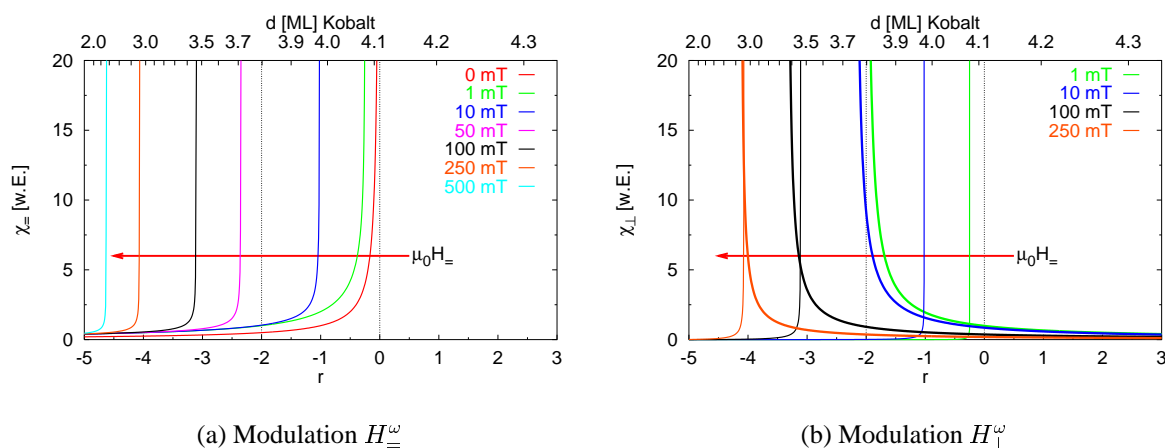 d [ML] Kobalt
2.0 3.0 3.5 3.7 3.9 4.0 4.1 4.2 4.3
20
15
10
5
0
χ= [w.E.]
0 mT
1 mT
10 mT
50 mT
100 mT
250 mT
500 mT
μ0H=
-5 -4 -3 -2 -1 0 1 2 3
r
(a) Modulation H=^ω
d [ML] Kobalt
2.0 3.0 3.5 3.7 3.9 4.0 4.1 4.2 4.3
20
15
10
5
0
χ⊥ [w.E.]
1 mT
10 mT
100 mT
250 mT
μ0H=
-5 -4 -3 -2 -1 0 1 2 3
r
(b) Modulation H⊥^ω